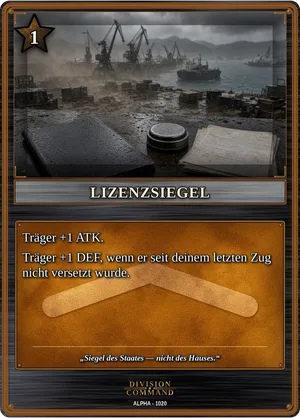 1
LIZENZSIEGEL
Träger +1 ATK.
Träger +1 DEF, wenn er seit deinem letzten Zug
nicht versetzt wurde.
„Siegel des Staates — nicht des Hauses.“
DIVISION
COMMAND
ALPHA - 1020